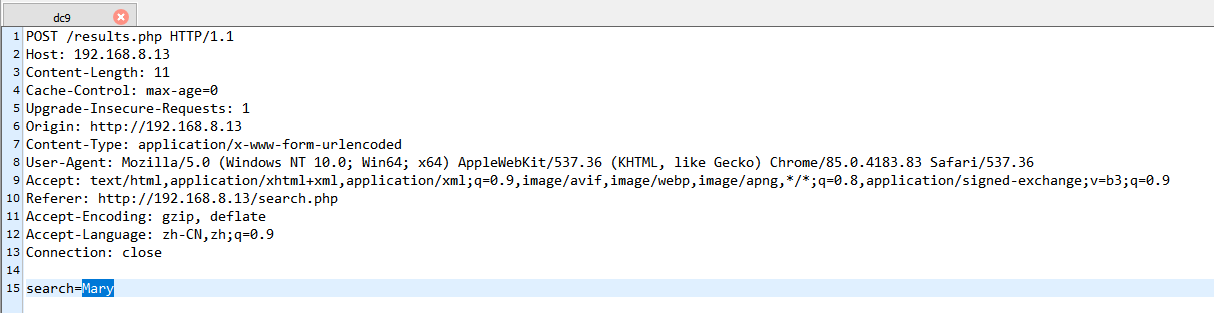 dc9
1 POST /results.php HTTP/1.1
2 Host: 192.168.8.13
3 Content-Length: 11
4 Cache-Control: max-age=0
5 Upgrade-Insecure-Requests: 1
6 Origin: http://192.168.8.13
7 Content-Type: application/x-www-form-urlencoded
8 User-Agent: Mozilla/5.0 (Windows NT 10.0; Win64; x64) AppleWebKit/537.36 (KHTML, like Gecko) Chrome/85.0.4183.83 Safari/537.36
9 Accept: text/html,application/xhtml+xml,application/xml;q=0.9,image/avif,image/webp,image/apng,*/*;q=0.8,application/signed-exchange;v=b3;q=0.9
10 Referer: http://192.168.8.13/search.php
11 Accept-Encoding: gzip, deflate
12 Accept-Language: zh-CN,zh;q=0.9
13 Connection: close
14
15 search=Mary